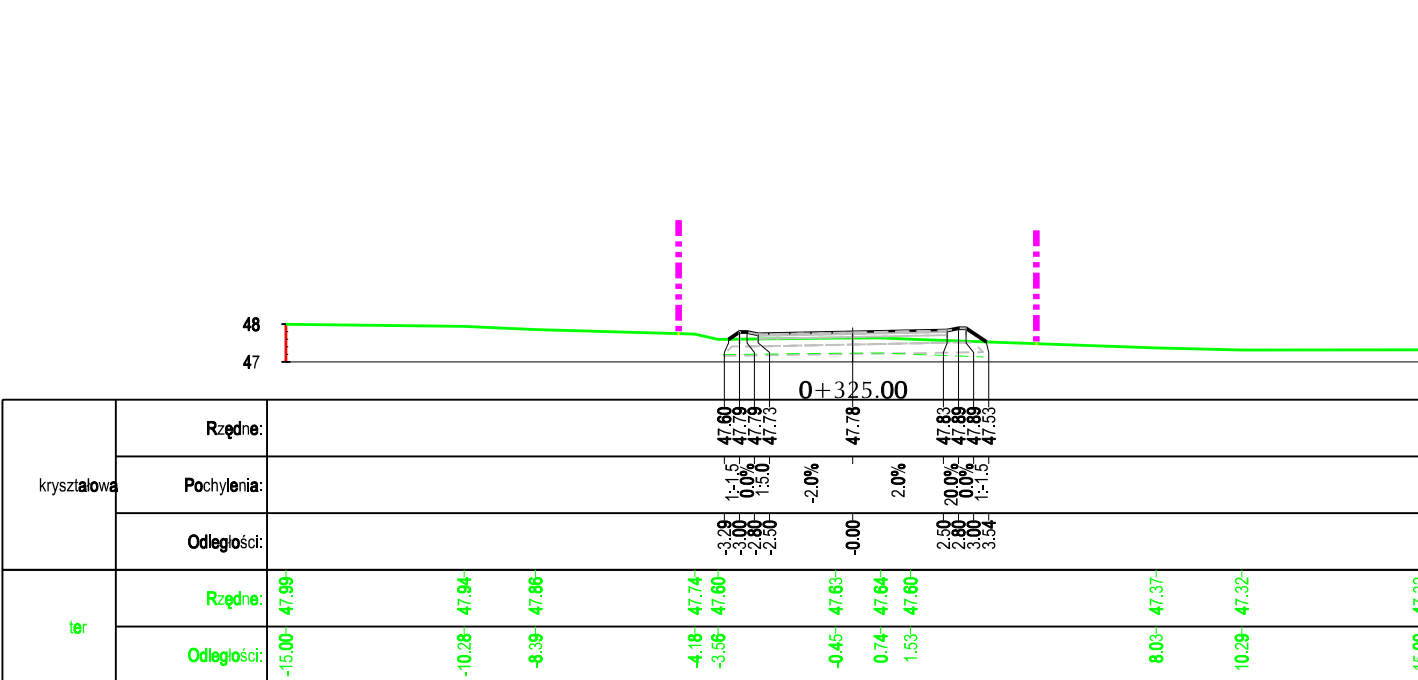 48
47
0+325.00
Rzędne: 47.60 47.79 47.79 47.73 47.78 47.83 47.89 47.89 47.53
kryształowa
Pochylenia: 1:-1.5 0.0% 1:5.0 -2.0% 2.0% 20.0% 0.0% 1:-1.5
Odległości: -3.29 -3.00 -2.80 -2.50 -0.00 2.50 2.80 3.00 3.54
Rzędne: 47.99 47.94 47.86 47.74 47.60 47.63 47.64 47.60 47.37 47.32
ter
Odległości: -15.00 -10.28 -8.39 -4.18 -3.56 -0.45 0.74 1.53 8.03 10.29